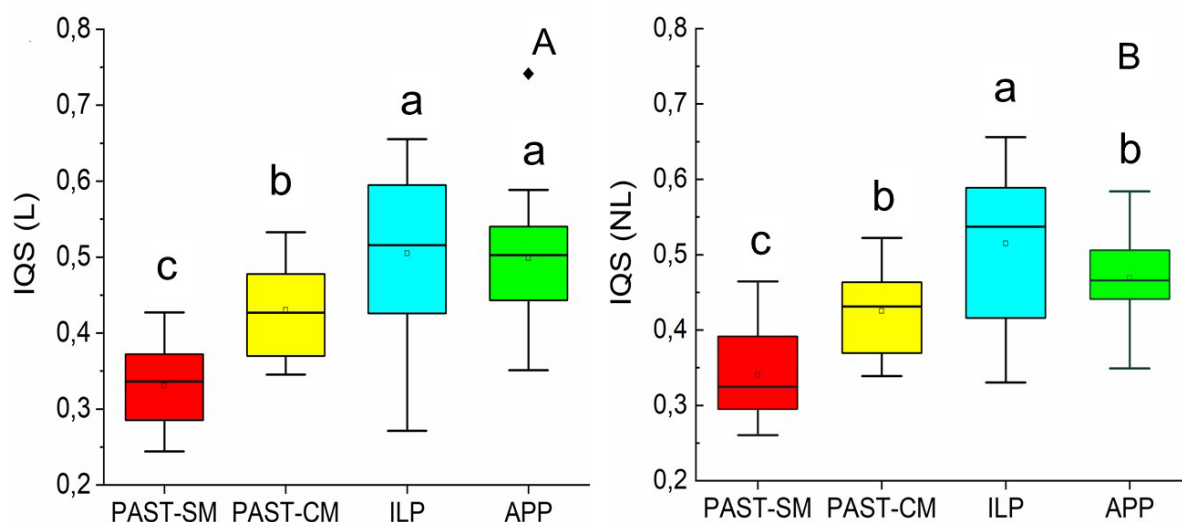 A
0,8
0,7
0,6
0,5
0,4
0,3
0,2
IQS (L)
c
b
a
a
PAST-SM PAST-CM ILP APP
B
0,8
0,7
0,6
0,5
0,4
0,3
0,2
IQS (NL)
c
b
a
b
PAST-SM PAST-CM ILP APP